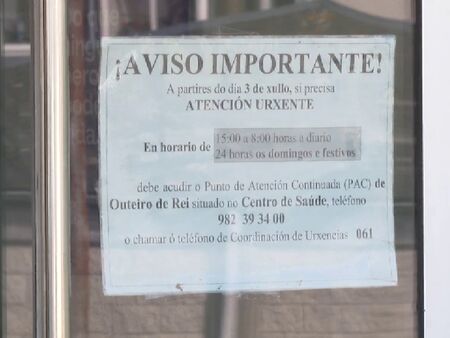 ¡AVISO IMPORTANTE!
A partires do día 3 de xullo, si precisa
ATENCIÓN URXENTE
En horario de
15:00 a 8:00 horas a diario
24 horas os domingos e festivos
debe acudir o Punto de Atención Continuada (PAC) de
Outeiro de Rei situado no Centro de Saúde, teléfono
982 39 34 00
o chamar ó teléfono de Coordinación de Urxencias 061